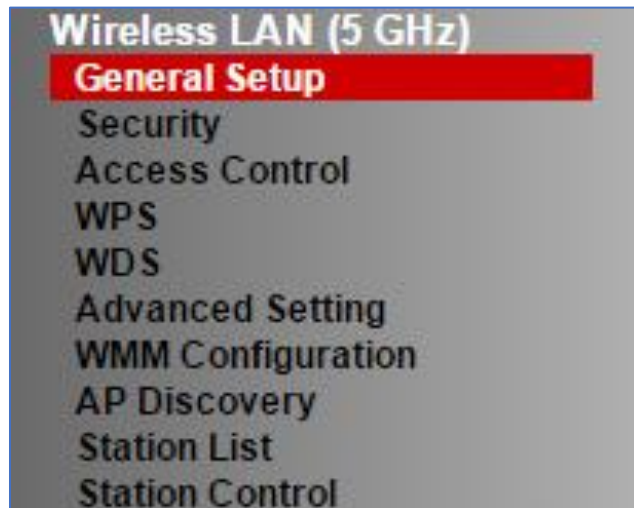 Wireless LAN (5 GHz)
General Setup
Security
Access Control
WPS
WDS
Advanced Setting
WMM Configuration
AP Discovery
Station List
Station Control